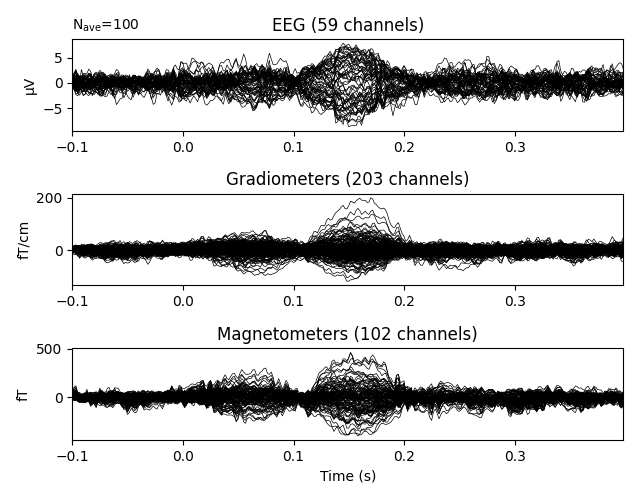 N_ave=100
EEG (59 channels)
5
0
−5
µV
−0.1 0.0 0.1 0.2 0.3
Gradiometers (203 channels)
200
0
fT/cm
−0.1 0.0 0.1 0.2 0.3
Magnetometers (102 channels)
500
0
fT
−0.1 0.0 0.1 0.2 0.3
Time (s)